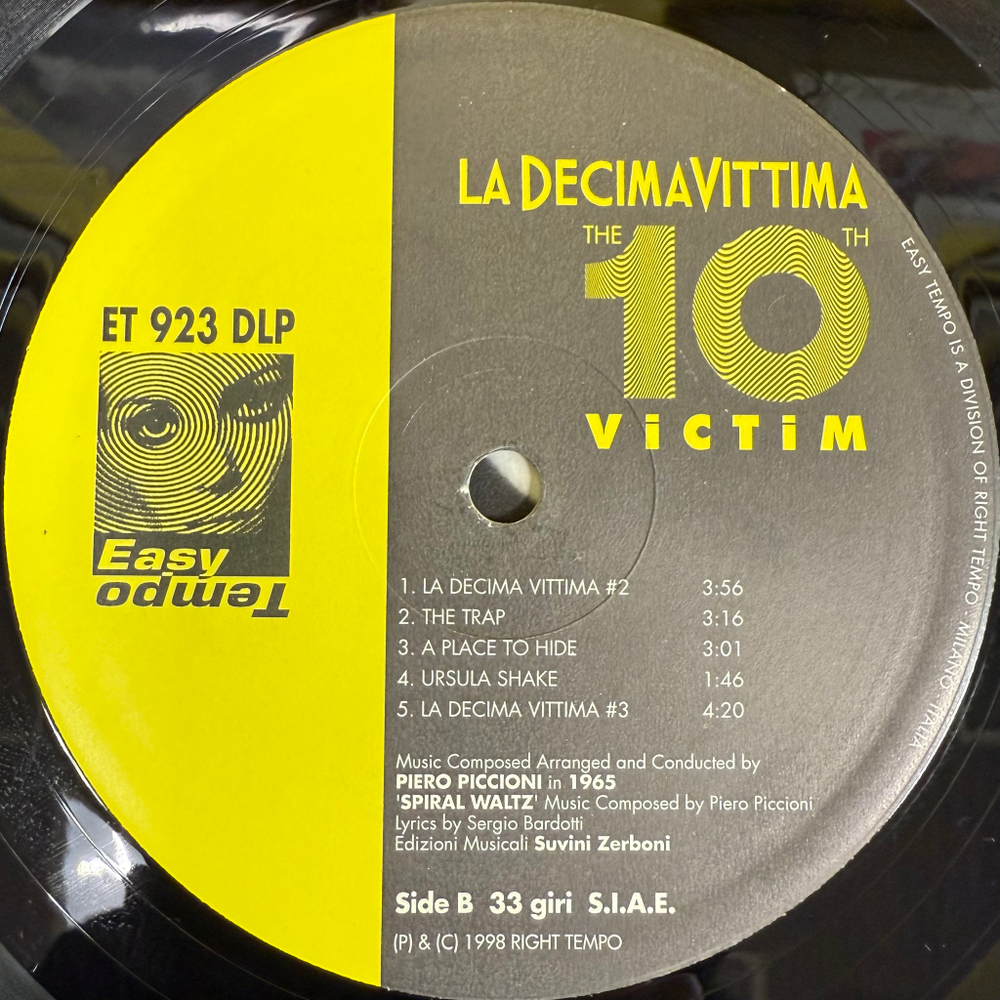 LA DECIMA VITTIMA
THE 10TH
ViCTiM
ET 923 DLP
Easy
Tempo
1. LA DECIMA VITTIMA #2 3:56
2. THE TRAP 3:16
3. A PLACE TO HIDE 3:01
4. URSULA SHAKE 1:46
5. LA DECIMA VITTIMA #3 4:20
Music Composed Arranged and Conducted by
PIERO PICCIONI in 1965
'SPIRAL WALTZ' Music Composed by Piero Piccioni
Lyrics by Sergio Bardotti
Edizioni Musicali Suvini Zerboni
Side B 33 giri S.I.A.E.
(P) & (C) 1998 RIGHT TEMPO
EASY TEMPO IS A DIVISION OF RIGHT TEMPO - MILANO - ITALIA